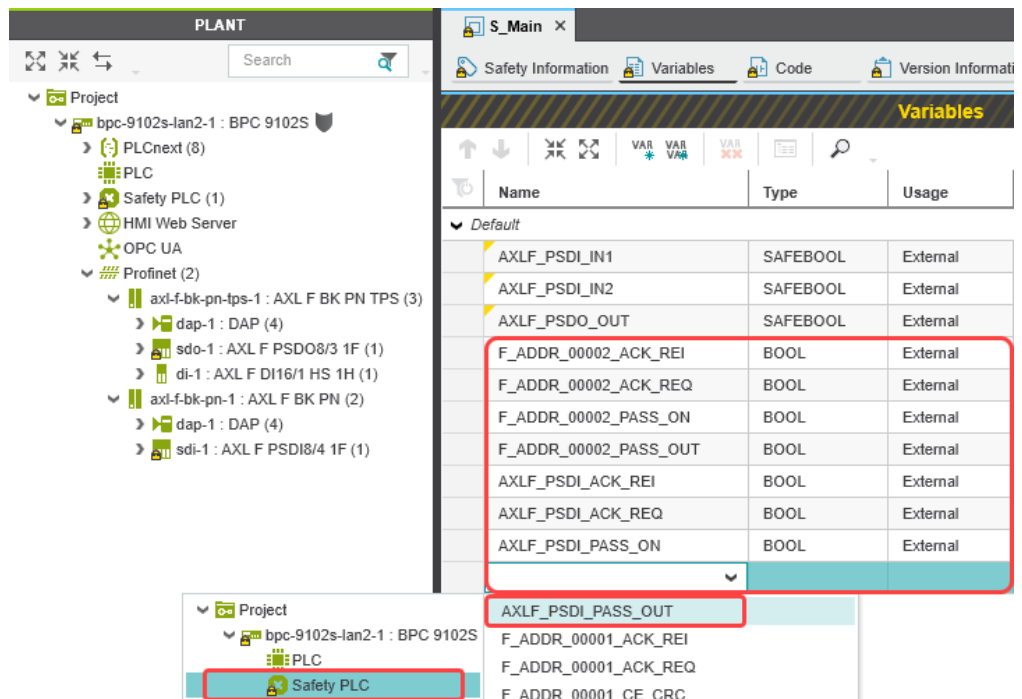 PLANT
Search
Project
bpc-9102s-lan2-1 : BPC 9102S
PLCnext (8)
PLC
Safety PLC (1)
HMI Web Server
OPC UA
Profinet (2)
axl-f-bk-pn-tps-1 : AXL F BK PN TPS (3)
dap-1 : DAP (4)
sdo-1 : AXL F PSDO8/3 1F (1)
di-1 : AXL F DI16/1 HS 1H (1)
axl-f-bk-pn-1 : AXL F BK PN (2)
dap-1 : DAP (4)
sdi-1 : AXL F PSDI8/4 1F (1)
S_Main ×
Safety Information Variables Code Version Informati
Variables
VAR VAR VAR
Name Type Usage
Default
AXLF_PSDI_IN1 SAFEBOOL External
AXLF_PSDI_IN2 SAFEBOOL External
AXLF_PSDO_OUT SAFEBOOL External
F_ADDR_00002_ACK_REI BOOL External
F_ADDR_00002_ACK_REQ BOOL External
F_ADDR_00002_PASS_ON BOOL External
F_ADDR_00002_PASS_OUT BOOL External
AXLF_PSDI_ACK_REI BOOL External
AXLF_PSDI_ACK_REQ BOOL External
AXLF_PSDI_PASS_ON BOOL External
Project
bpc-9102s-lan2-1 : BPC 9102S
PLC
Safety PLC
AXLF_PSDI_PASS_OUT
F_ADDR_00001_ACK_REI
F_ADDR_00001_ACK_REQ
F_ADDR_00001_CE_CRC